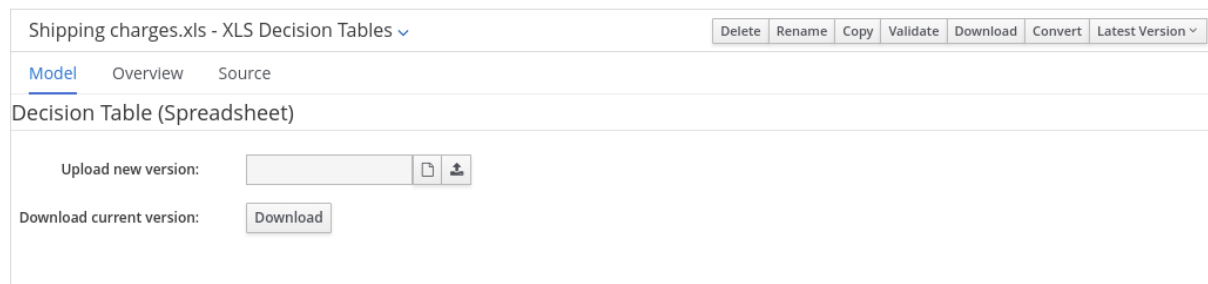 Shipping charges.xls - XLS Decision Tables
Delete Rename Copy Validate Download Convert Latest Version
Model Overview Source
Decision Table (Spreadsheet)
Upload new version:
Download current version: Download